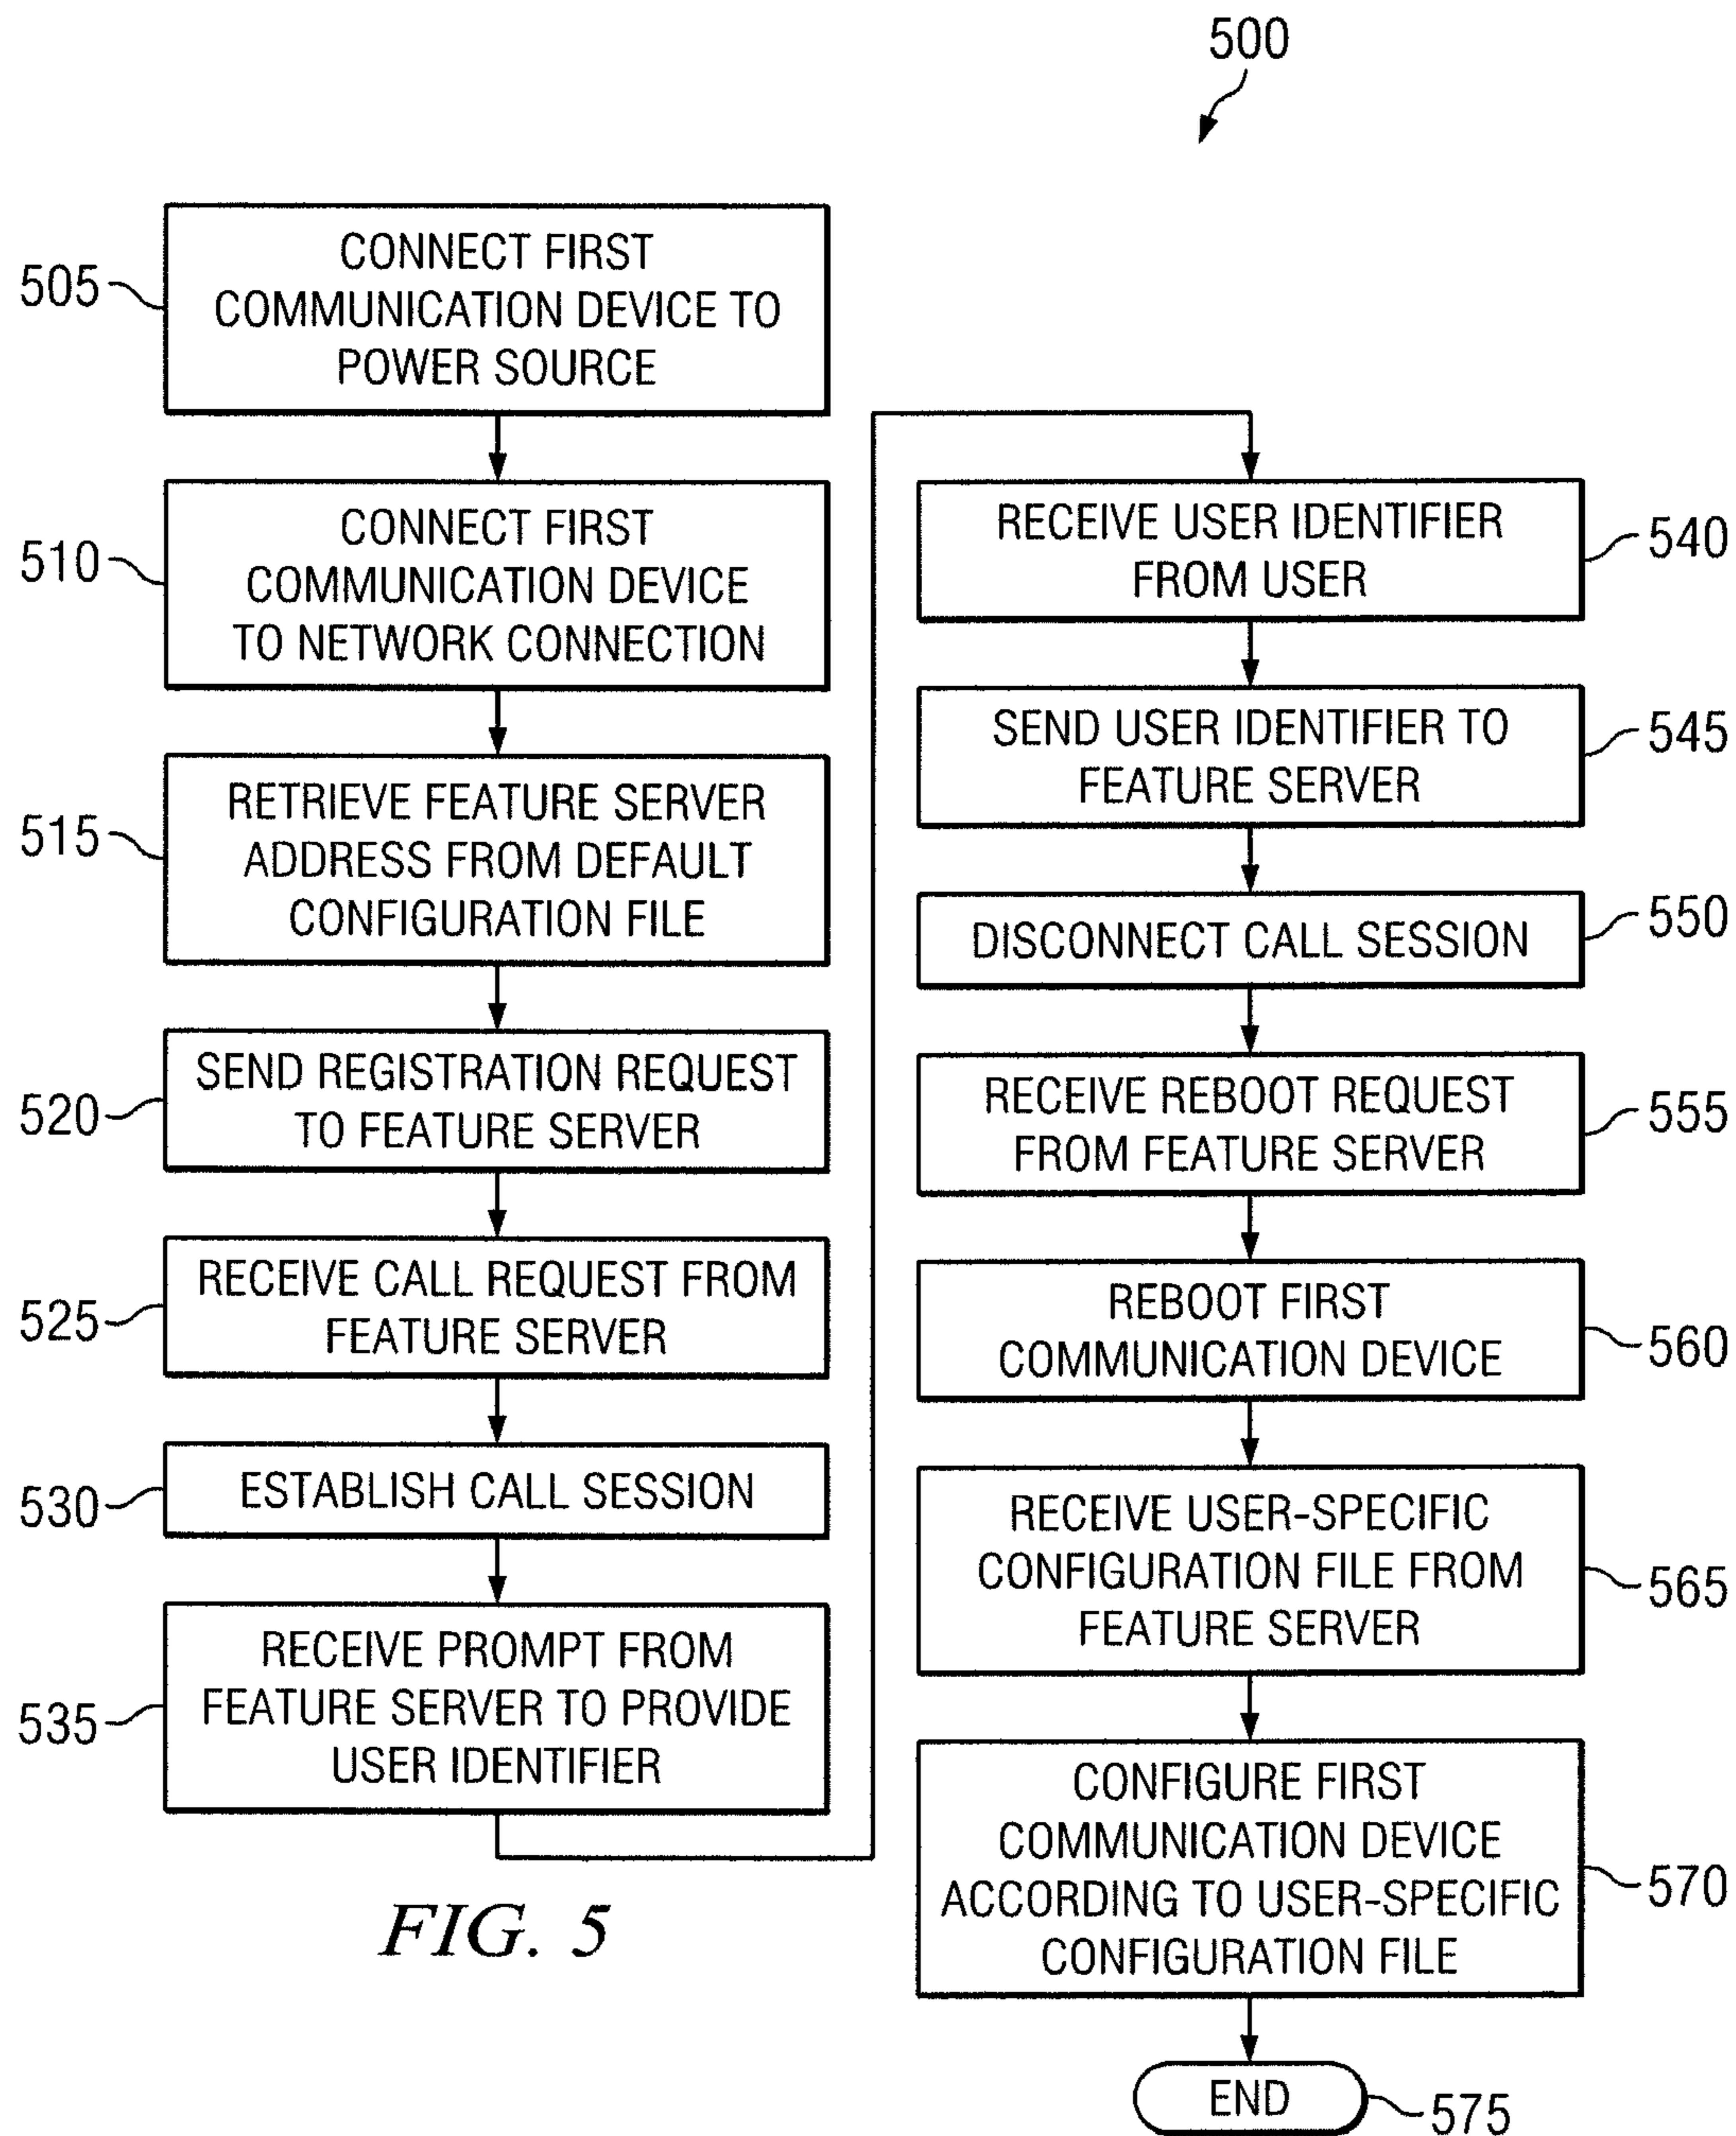 500
505
CONNECT FIRST
COMMUNICATION DEVICE TO
POWER SOURCE
510
CONNECT FIRST
COMMUNICATION DEVICE
TO NETWORK CONNECTION
515
RETRIEVE FEATURE SERVER
ADDRESS FROM DEFAULT
CONFIGURATION FILE
520
SEND REGISTRATION REQUEST
TO FEATURE SERVER
525
RECEIVE CALL REQUEST FROM
FEATURE SERVER
530
ESTABLISH CALL SESSION
535
RECEIVE PROMPT FROM
FEATURE SERVER TO PROVIDE
USER IDENTIFIER
RECEIVE USER IDENTIFIER
FROM USER
540
SEND USER IDENTIFIER TO
FEATURE SERVER
545
DISCONNECT CALL SESSION
550
RECEIVE REBOOT REQUEST
FROM FEATURE SERVER
555
REBOOT FIRST
COMMUNICATION DEVICE
560
RECEIVE USER-SPECIFIC
CONFIGURATION FILE FROM
FEATURE SERVER
565
CONFIGURE FIRST
COMMUNICATION DEVICE
ACCORDING TO USER-SPECIFIC
CONFIGURATION FILE
570
END
575
FIG. 5